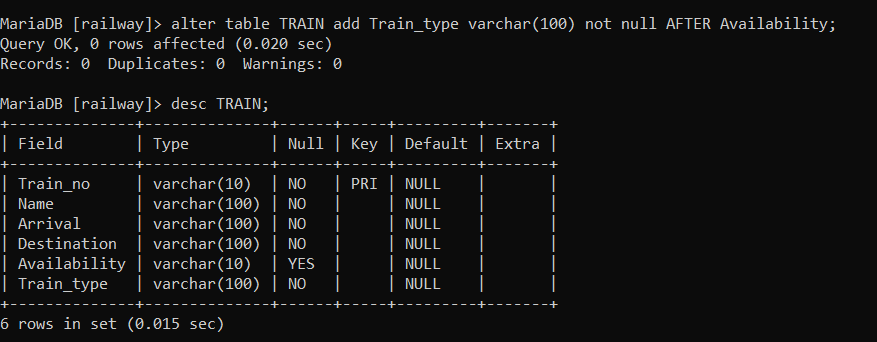 MariaDB [railway]> alter table TRAIN add Train_type varchar(100) not null AFTER Availability;
Query OK, 0 rows affected (0.020 sec)
Records: 0  Duplicates: 0  Warnings: 0

MariaDB [railway]> desc TRAIN;
+--------------+--------------+------+-----+---------+-------+
| Field        | Type         | Null | Key | Default | Extra |
+--------------+--------------+------+-----+---------+-------+
| Train_no     | varchar(10)  | NO   | PRI | NULL    |       |
| Name         | varchar(100) | NO   |     | NULL    |       |
| Arrival      | varchar(100) | NO   |     | NULL    |       |
| Destination  | varchar(100) | NO   |     | NULL    |       |
| Availability | varchar(10)  | YES  |     | NULL    |       |
| Train_type   | varchar(100) | NO   |     | NULL    |       |
+--------------+--------------+------+-----+---------+-------+
6 rows in set (0.015 sec)